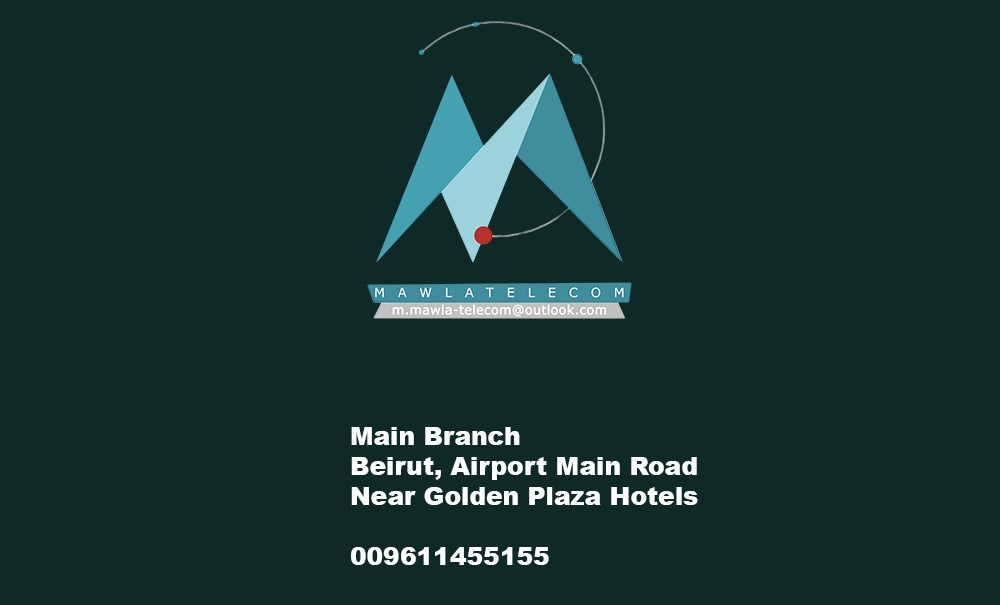 MAWLATELECOM
m.mawla-telecom@outlook.com
Main Branch
Beirut, Airport Main Road
Near Golden Plaza Hotels
009611455155